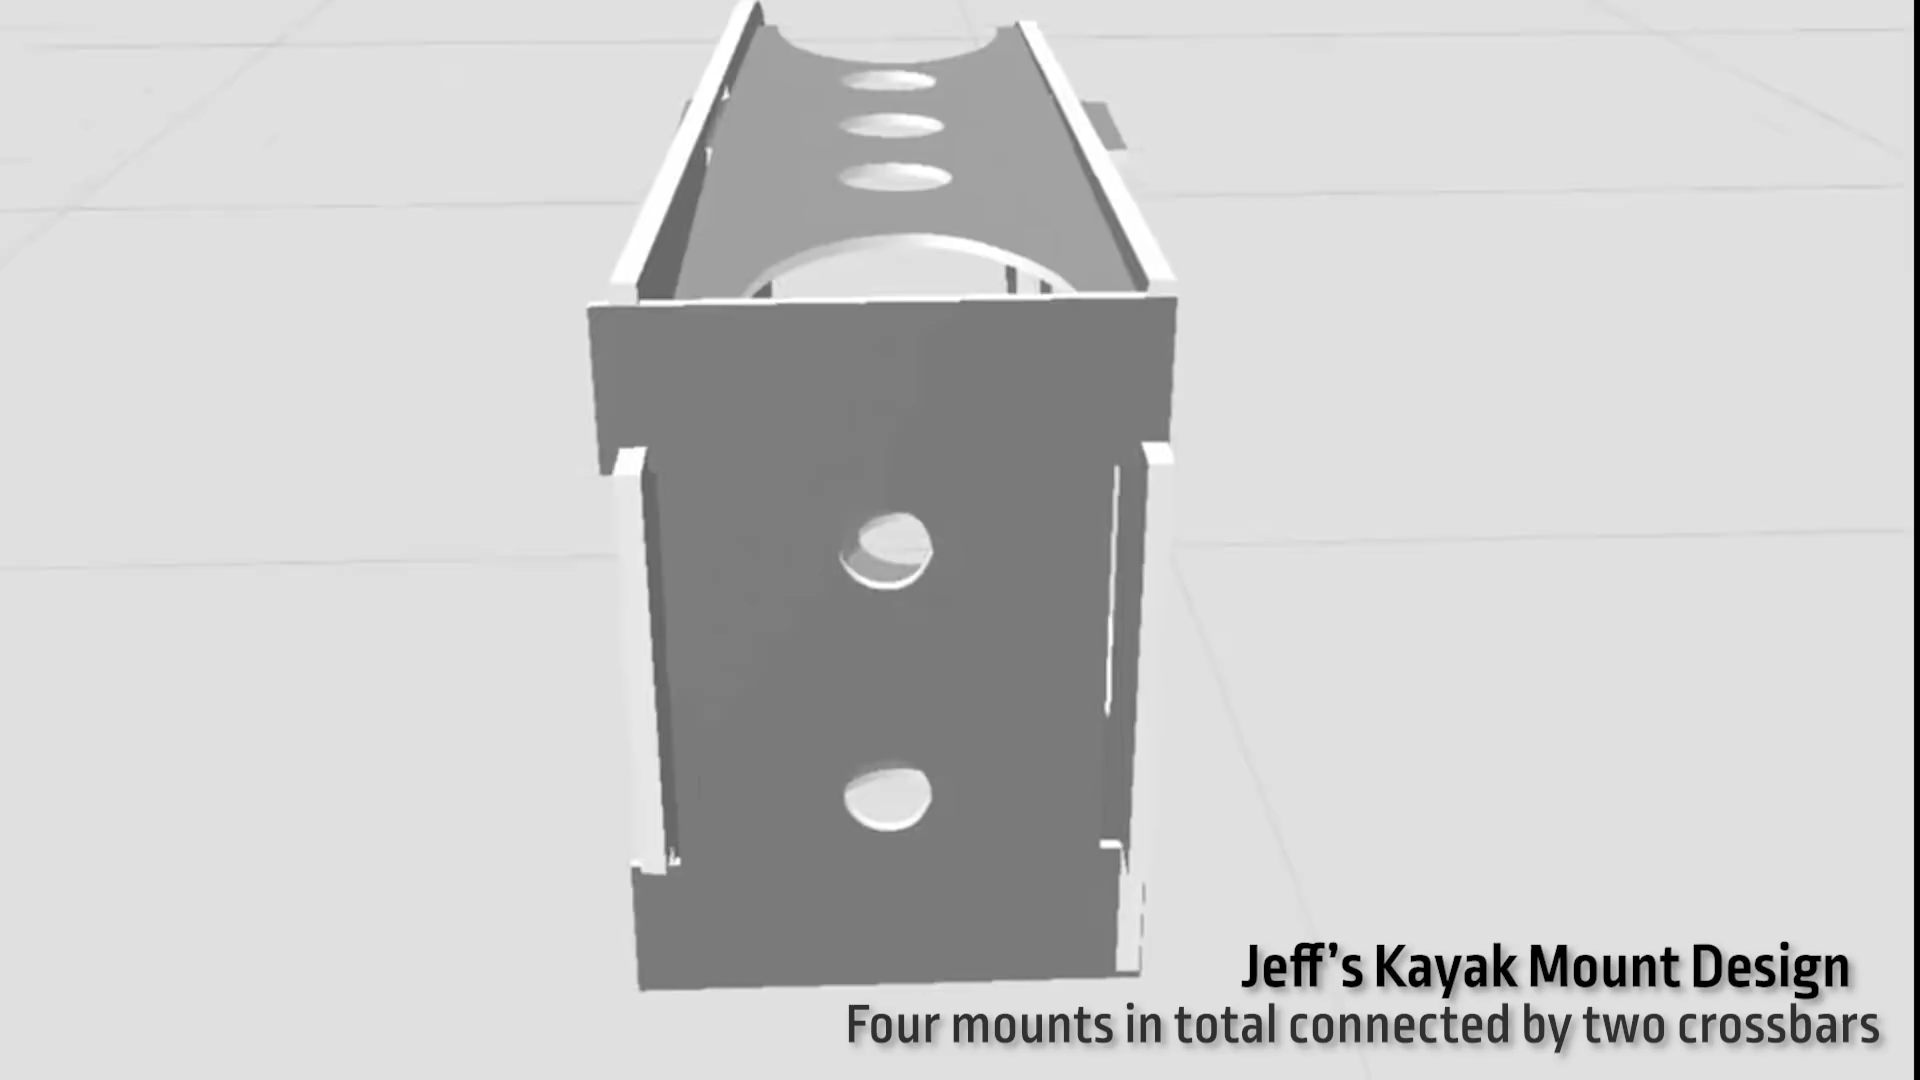 Jeff’s Kayak Mount Design
Four mounts in total connected by two crossbars